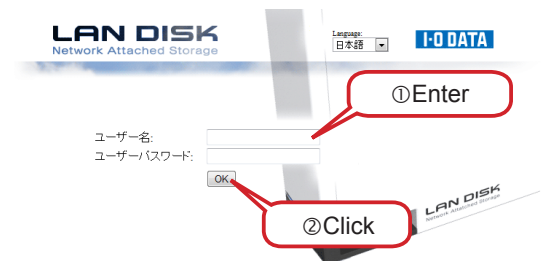 LAN DISK
Network Attached Storage
Language:
日本語
I-O DATA
①Enter
ユーザー名:
ユーザーパスワード:
OK
②Click
LAN DISK
Network Attached Storage